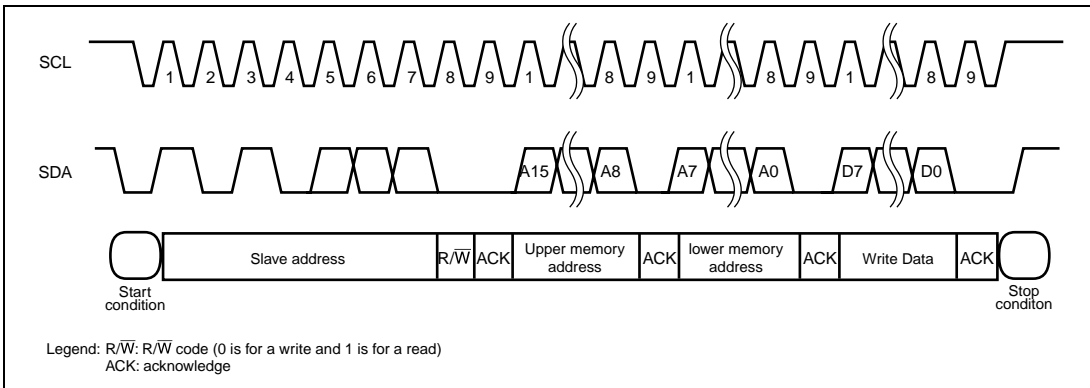 SCL
1 2 3 4 5 6 7 8 9 1 8 9 1 8 9 1 8 9
SDA
A15 A8 A7 A0 D7 D0
Slave address R/W̅ ACK Upper memory address ACK lower memory address ACK Write Data ACK
Start condition
Stop conditon
Legend: R/W̅: R/W̅ code (0 is for a write and 1 is for a read)
ACK: acknowledge